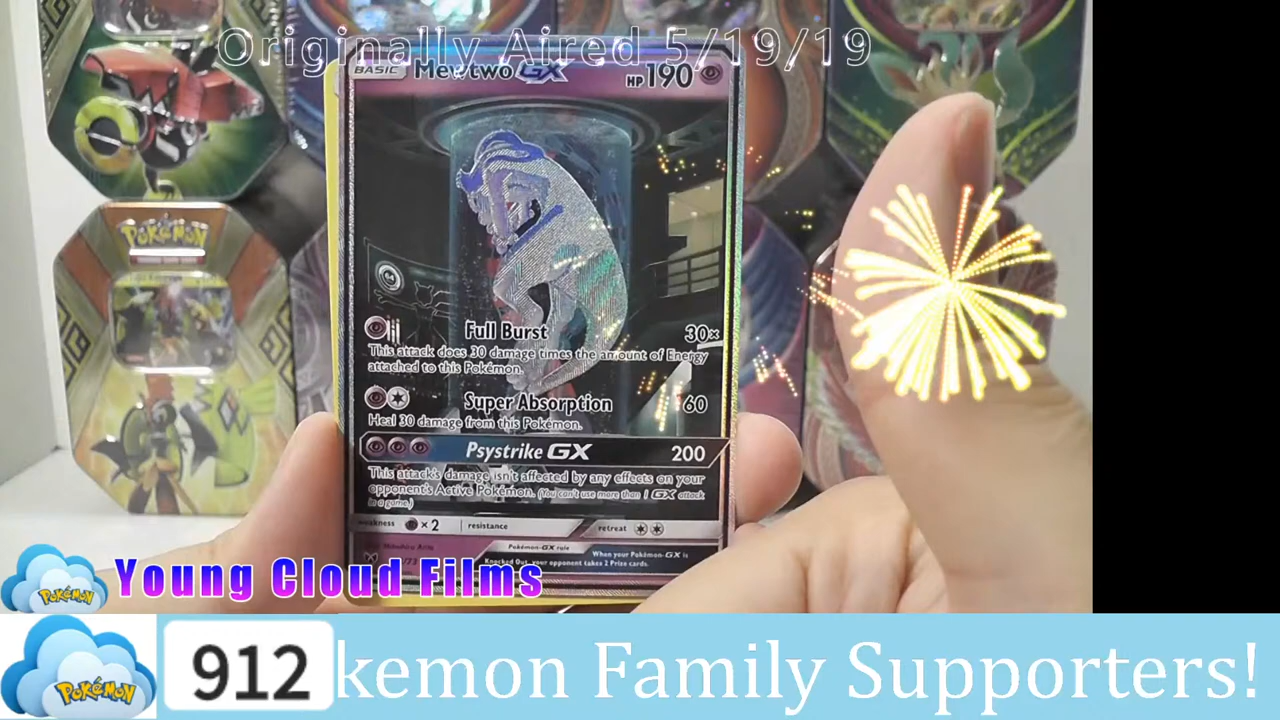 Originally Aired 5/19/19
BASIC Mewtwo GX HP 190
Full Burst 30×
This attack does 30 damage times the amount of Energy
attached to this Pokémon.
Super Absorption 60
Heal 30 damage from this Pokémon.
Psystrike GX 200
This attack's damage isn't affected by any effects on your
opponent's Active Pokémon. (You can't use more than 1 GX attack
in a game.)
weakness ×2 resistance retreat
Pokémon-GX rule When your Pokémon-GX is
Knocked Out, your opponent takes 2 Prize cards.
POKÉMON
POKÉMON Young Cloud Films
POKÉMON 912 kemon Family Supporters!